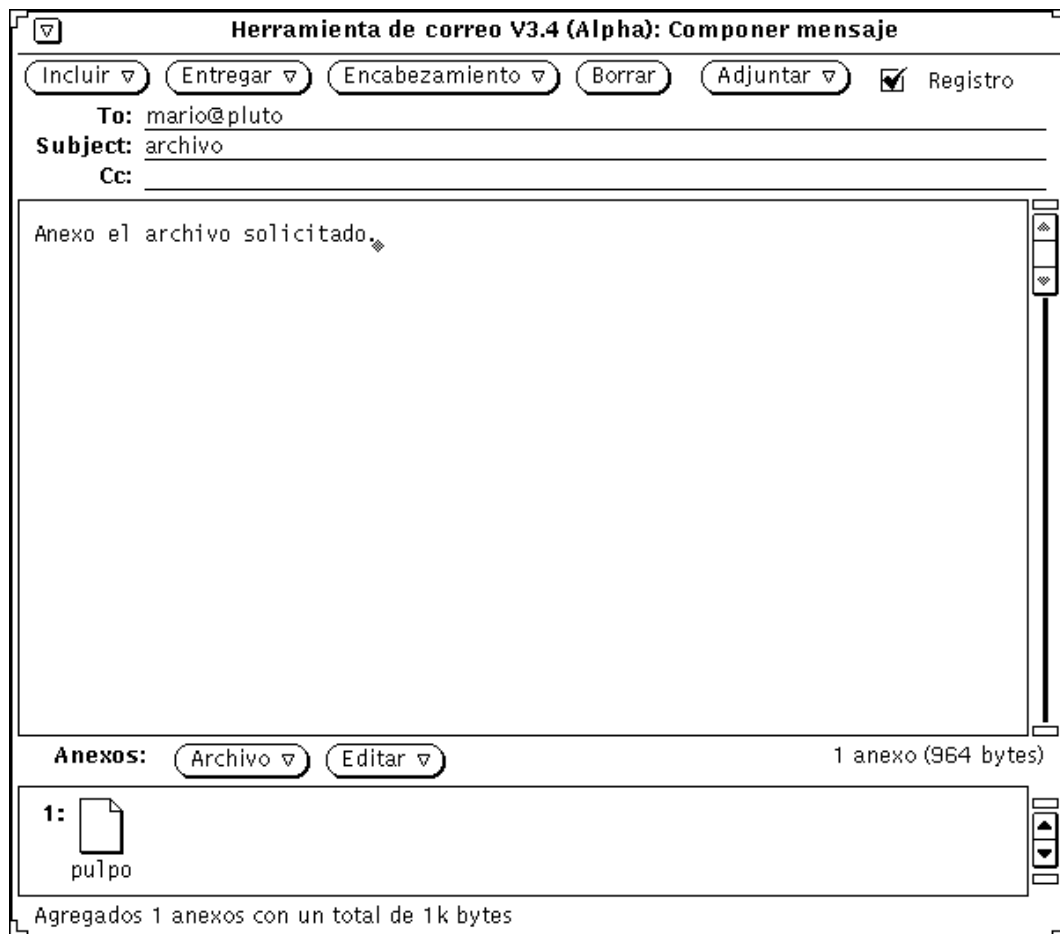 Herramienta de correo V3.4 (Alpha): Componer mensaje
Incluir Entregar Encabezamiento Borrar Adjuntar Registro
To: mario@pluto
Subject: archivo
Cc:
Anexo el archivo solicitado.
Anexos: Archivo Editar 1 anexo (964 bytes)
1:
pulpo
Agregados 1 anexos con un total de 1k bytes